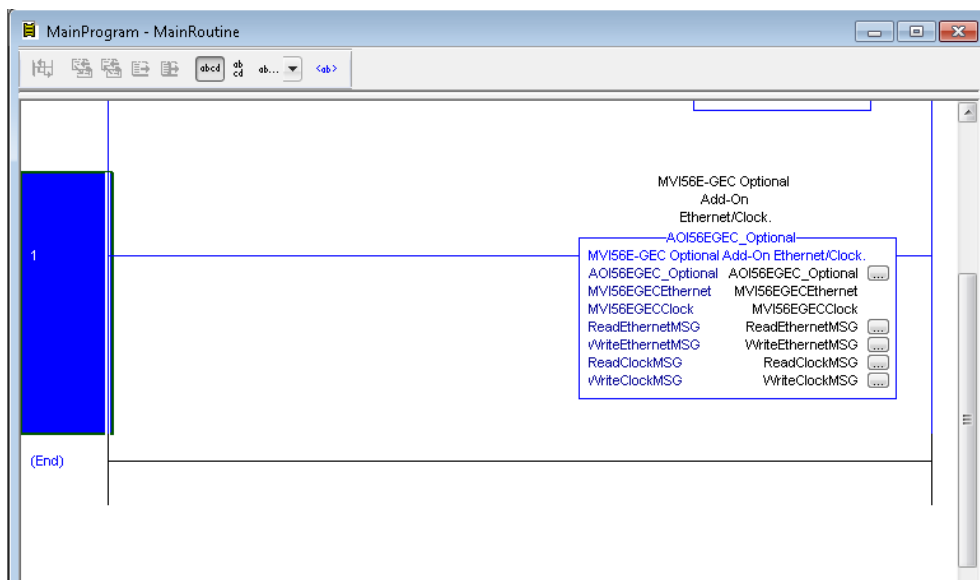 MainProgram - MainRoutine
abcd ab cd ab... <ab>
MVI56E-GEC Optional
Add-On
Ethernet/Clock.
AOI56EGEC_Optional
1
MVI56E-GEC Optional Add-On Ethernet/Clock.
AOI56EGEC_Optional AOI56EGEC_Optional ...
MVI56EGECEthernet MVI56EGECEthernet
MVI56EGECClock MVI56EGECClock
ReadEthernetMSG ReadEthernetMSG ...
WriteEthernetMSG WriteEthernetMSG ...
ReadClockMSG ReadClockMSG ...
WriteClockMSG WriteClockMSG ...
(End)